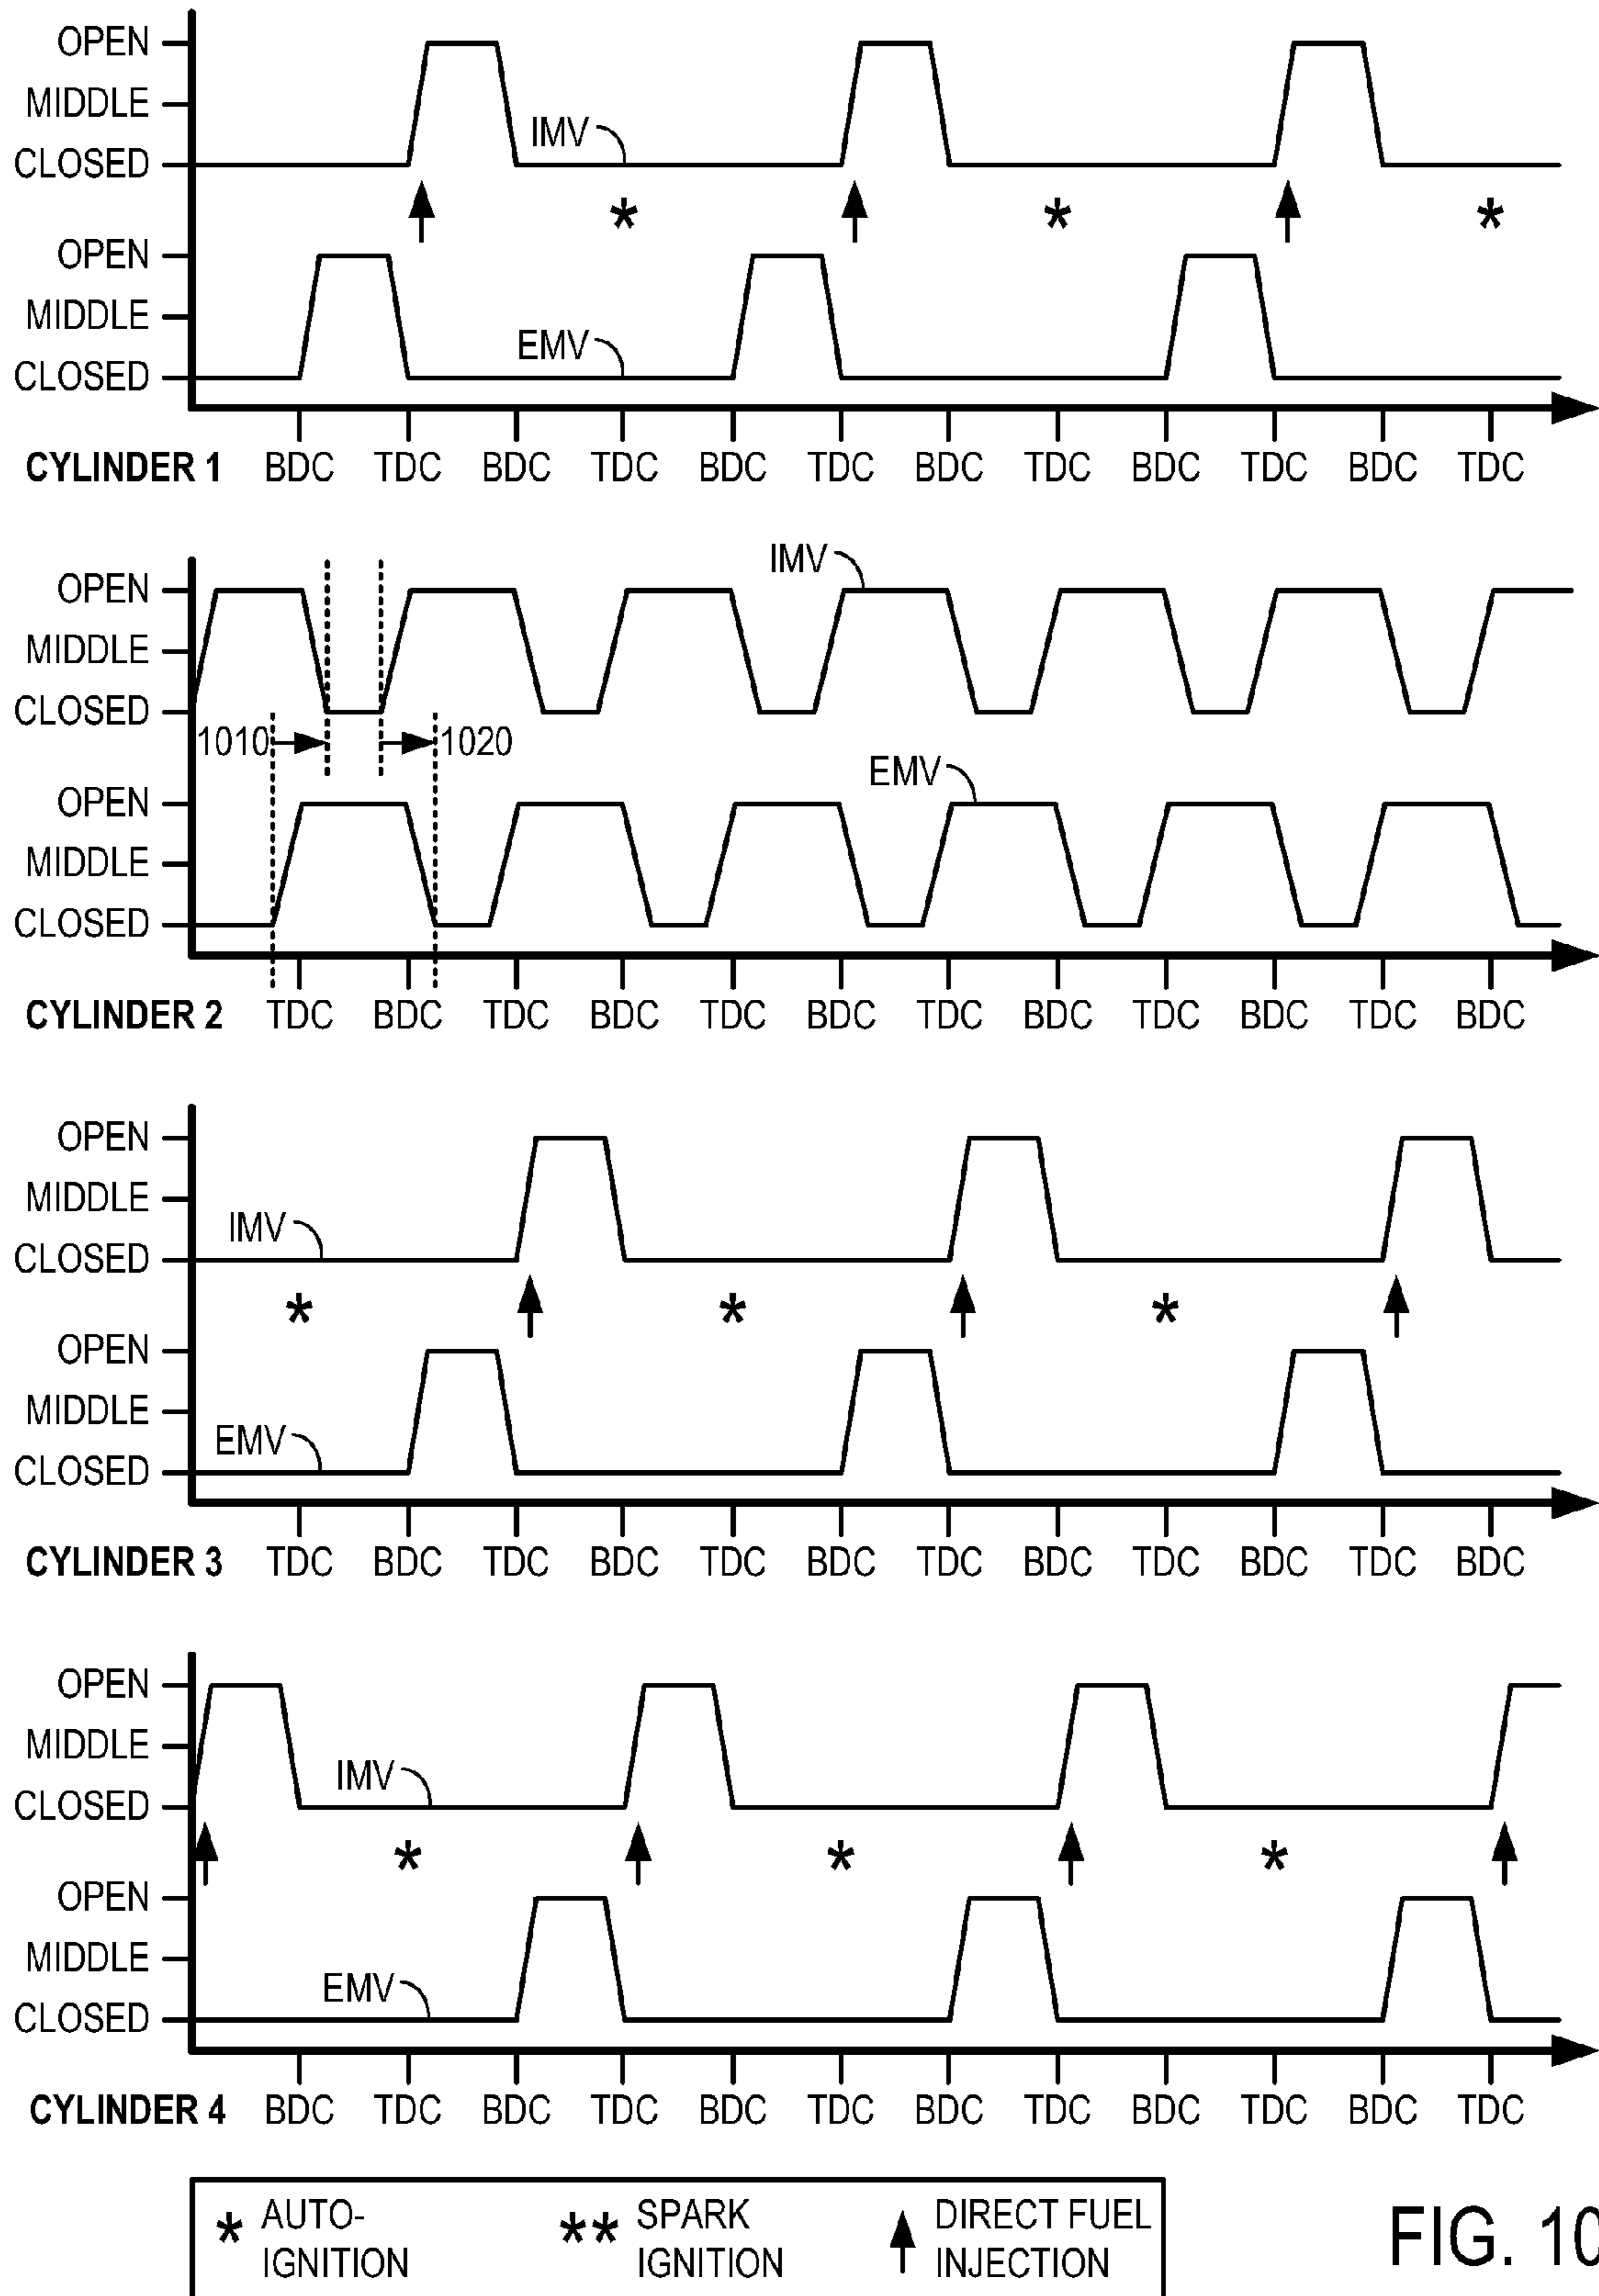 OPEN
MIDDLE
CLOSED
IMV
*
*
*
OPEN
MIDDLE
CLOSED
EMV
CYLINDER 1 BDC TDC BDC TDC BDC TDC BDC TDC BDC TDC BDC TDC
IMV
OPEN
MIDDLE
CLOSED
1010 1020
EMV
OPEN
MIDDLE
CLOSED
CYLINDER 2 TDC BDC TDC BDC TDC BDC TDC BDC TDC BDC TDC BDC
OPEN
MIDDLE
IMV
CLOSED
*
*
*
OPEN
MIDDLE
EMV
CLOSED
CYLINDER 3 TDC BDC TDC BDC TDC BDC TDC BDC TDC BDC TDC BDC
OPEN
MIDDLE
IMV
CLOSED
*
*
*
OPEN
MIDDLE
EMV
CLOSED
CYLINDER 4 BDC TDC BDC TDC BDC TDC BDC TDC BDC TDC BDC TDC
* AUTO-
IGNITION
** SPARK
IGNITION
DIRECT FUEL
INJECTION
FIG. 10